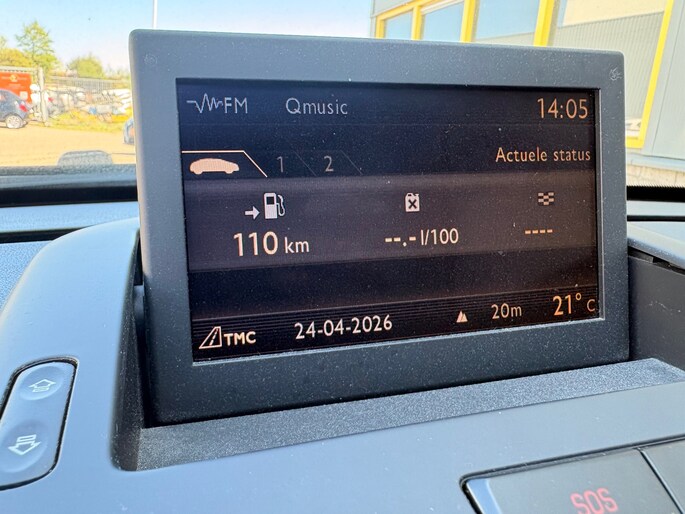 FM Qmusic 14:05
1 2 Actuele status
110 km --.- l/100 ----
TMC 24-04-2026 20m 21° C
SOS